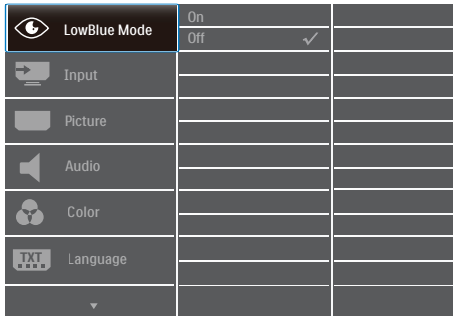 LowBlue Mode
On
Off
Input
Picture
Audio
Color
TXT
Language